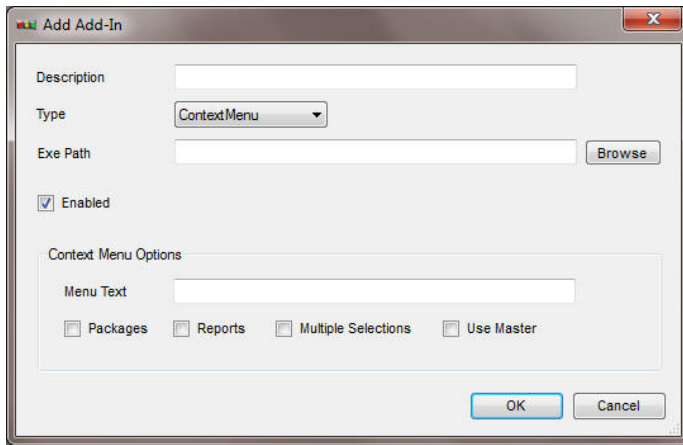 Add Add-In
Description
Type ContextMenu
Exe Path Browse
Enabled
Context Menu Options
Menu Text
Packages Reports Multiple Selections Use Master
OK Cancel